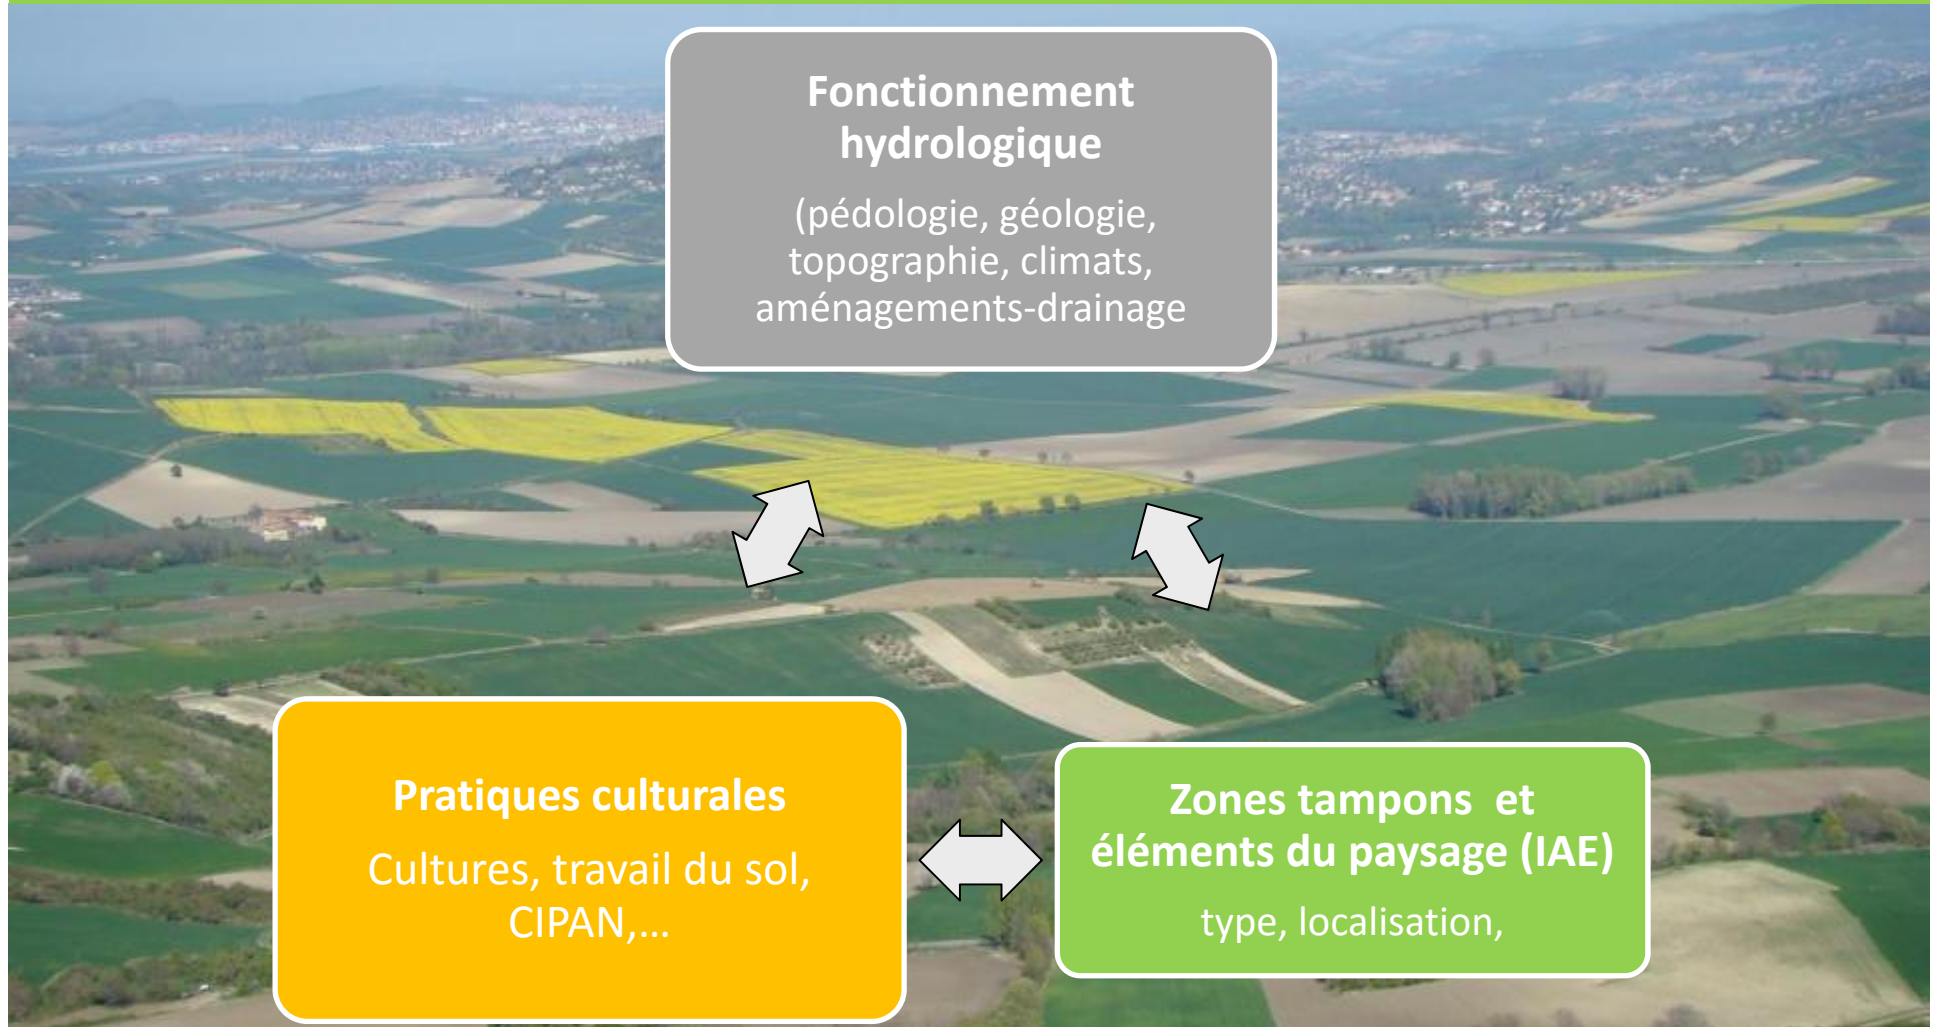 Fonctionnement
hydrologique
(pédologie, géologie,
topographie, climats,
aménagements-drainage
Pratiques culturales
Cultures, travail du sol,
CIPAN,...
Zones tampons et
éléments du paysage (IAE)
type, localisation,